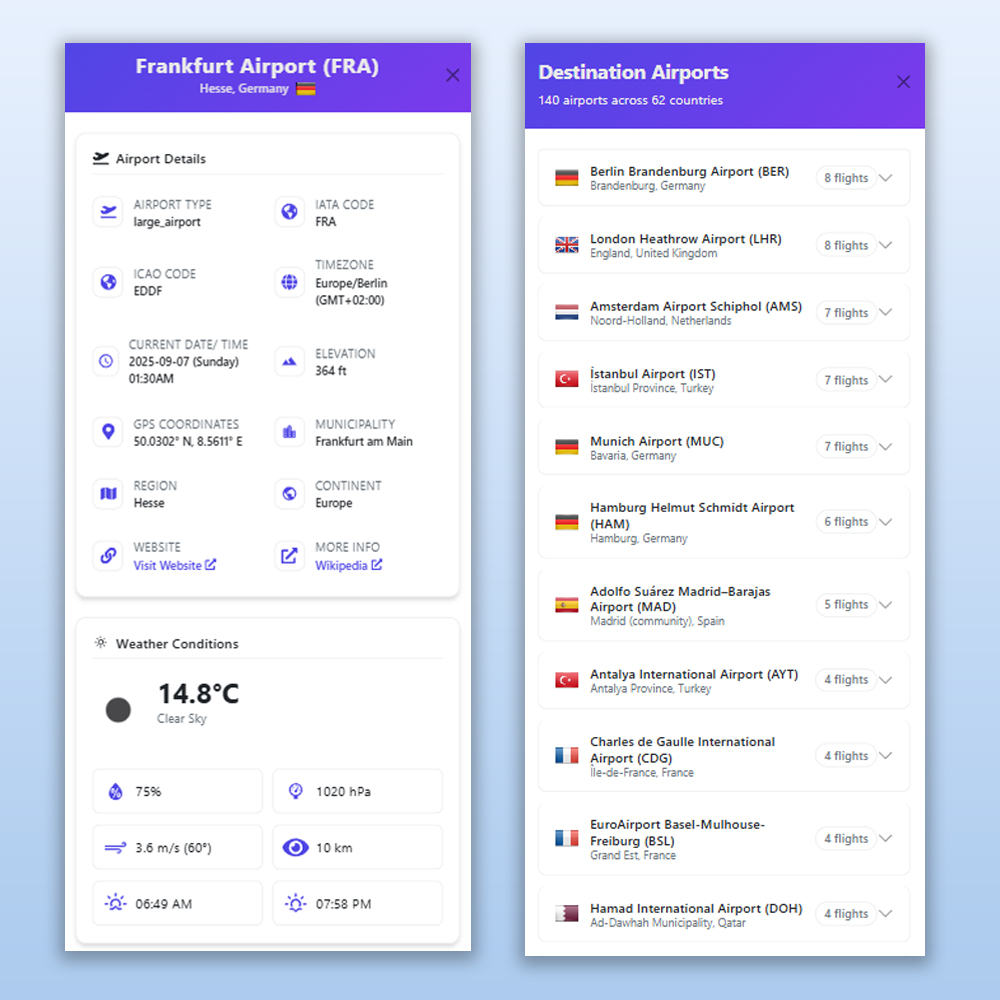 Frankfurt Airport (FRA)
Hesse, Germany
Airport Details
AIRPORT TYPE
large_airport
IATA CODE
FRA
ICAO CODE
EDDF
TIMEZONE
Europe/Berlin
(GMT+02:00)
CURRENT DATE/ TIME
2025-09-07 (Sunday)
01:30AM
ELEVATION
364 ft
GPS COORDINATES
50.0302° N, 8.5611° E
MUNICIPALITY
Frankfurt am Main
REGION
Hesse
CONTINENT
Europe
WEBSITE
Visit Website
MORE INFO
Wikipedia
Weather Conditions
14.8°C
Clear Sky
75%
1020 hPa
3.6 m/s (60°)
10 km
06:49 AM
07:58 PM
Destination Airports
140 airports across 62 countries
Berlin Brandenburg Airport (BER)
Brandenburg, Germany
8 flights
London Heathrow Airport (LHR)
England, United Kingdom
8 flights
Amsterdam Airport Schiphol (AMS)
Noord-Holland, Netherlands
7 flights
İstanbul Airport (IST)
İstanbul Province, Turkey
7 flights
Munich Airport (MUC)
Bavaria, Germany
7 flights
Hamburg Helmut Schmidt Airport
(HAM)
Hamburg, Germany
6 flights
Adolfo Suárez Madrid–Barajas
Airport (MAD)
Madrid (community), Spain
5 flights
Antalya International Airport (AYT)
Antalya Province, Turkey
4 flights
Charles de Gaulle International
Airport (CDG)
Île-de-France, France
4 flights
EuroAirport Basel-Mulhouse-
Freiburg (BSL)
Grand Est, France
4 flights
Hamad International Airport (DOH)
Ad-Dawhah Municipality, Qatar
4 flights